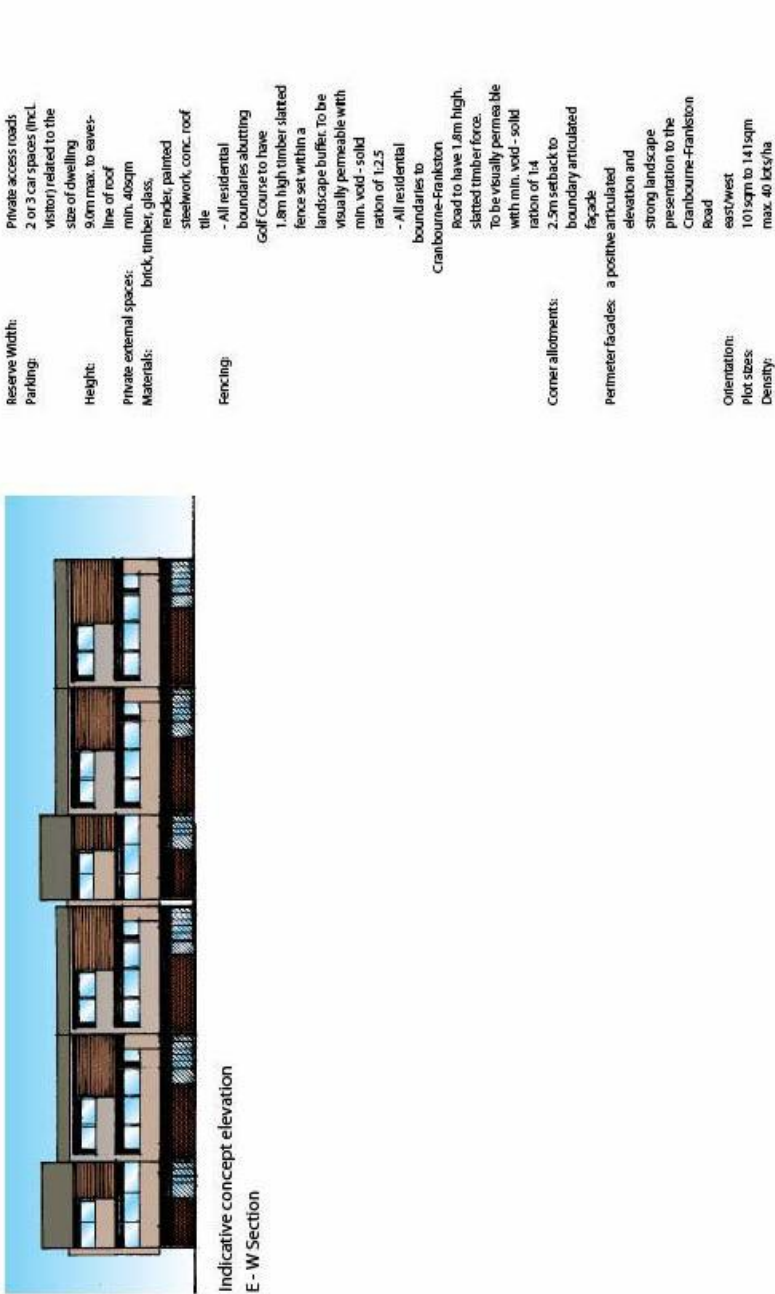 Indicative concept elevation
E - W Section
Reserve Width: Private access roads
Parking: 2 or 3 car spaces (incl.
visitor) related to the
size of dwelling
Height: 9.0m max. to eaves-
line of roof
Private external spaces: min. 40sqm
Materials: brick, timber, glass,
render, painted
steelwork, conc. roof
tile
Fencing: - All residential
boundaries abutting
Golf Course to have
1.8m high timber slatted
fence set within a
landscape buffer. To be
visually permeable with
min. void - solid
ration of 1:2.5
- All residential
boundaries to
Cranbourne-Frankston
Road to have 1.8m high.
slatted timber force.
To be visually permeable
with min. void - solid
ration of 1:4
Corner allotments: 2.5m setback to
boundary articulated
façade
Perimeter facades: a positive articulated
elevation and
strong landscape
presentation to the
Cranbourne-Frankston
Road
Orientation: east/west
Plot sizes: 101sqm to 141sqm
Density: max. 40 lots/ha